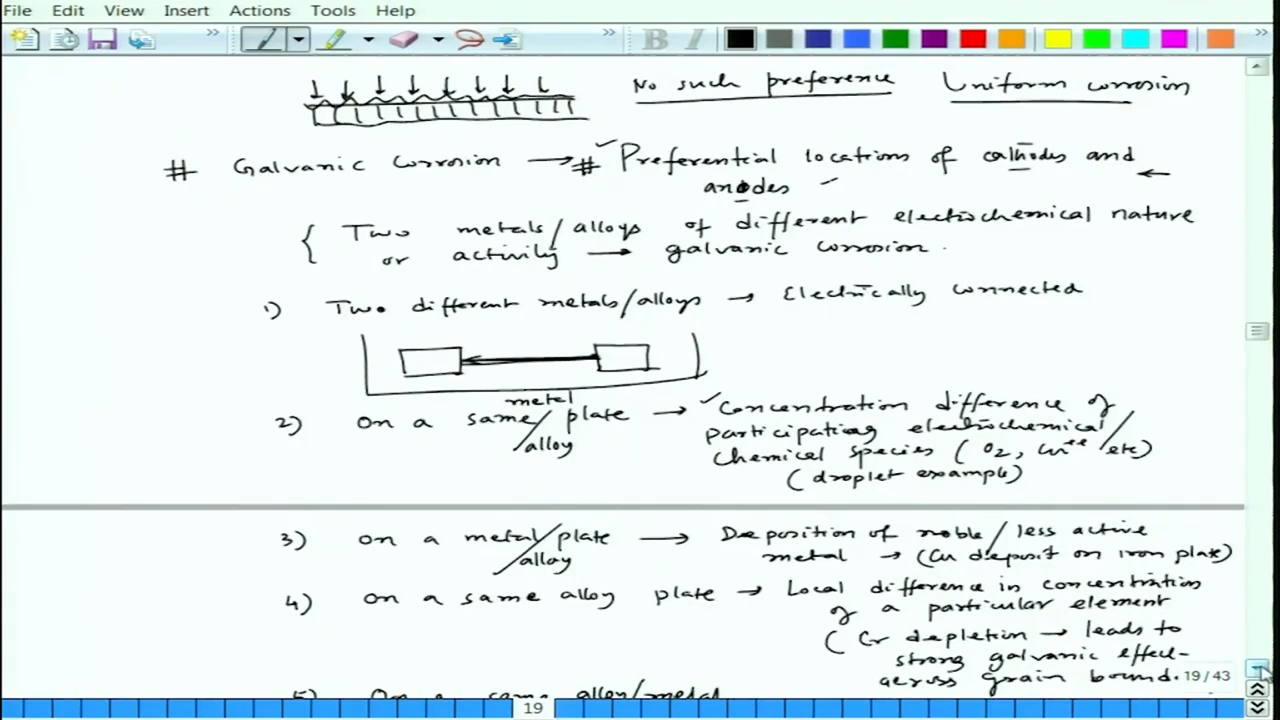 File Edit View Insert Actions Tools Help
No such preference Uniform corrosion
# Galvanic Corrosion → # Preferential locations of cathodes and
anodes
{ Two metals/alloys of different electrochemical nature
or activity → galvanic corrosion.
1) Two different metals/alloys → Electrically connected
metal
2) On a same/plate → Concentration difference of
alloy participating electrochemical/
chemical species (O2, Cu++ etc)
(droplet example)
3) On a metal/plate → Deposition of noble/less active
alloy metal → (Cu deposit on iron plate)
4) On a same alloy plate → Local difference in concentration
of a particular element
(Cr depletion → leads to
strong galvanic effect
across grain bound.
19/43
5) On a same alloy/metal
19